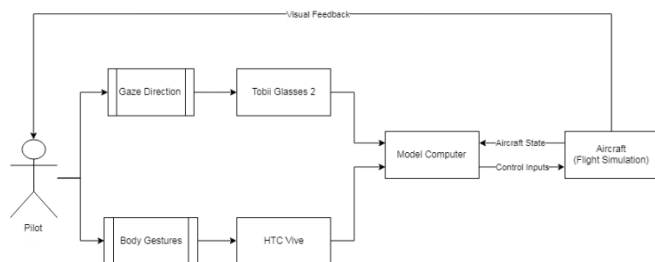 Visual Feedback
Gaze Direction
Tobii Glasses 2
Pilot
Model Computer
Aircraft State
Control Inputs
Aircraft
(Flight Simulation)
Body Gestures
HTC Vive